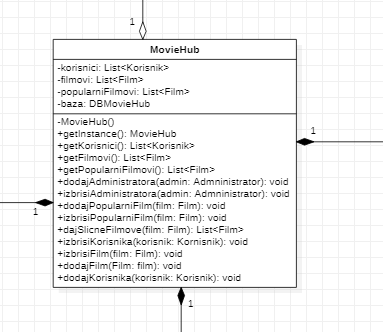 1
MovieHub
-korisnici: List<Korisnik>
-filmovi: List<Film>
-popularniFilmovi: List<Film>
-baza: DBMovieHub
-MovieHub()
+getInstance(): MovieHub
+getKorisnici(): List<Korisnik>
+getFilmovi(): List<Film>
+getPopularniFilmovi(): List<Film>
+dodajAdministratora(admin: Admninistrator): void
+izbrisiAdministratora(admin: Admninistrator): void
+dodajPopularniFilm(film: Film): void
+izbrisiPopularniFilm(film: Film): void
+dajSlicneFilmove(film: Film): List<Film>
+izbrisiKorisnika(korisnik: Kornisnik): void
+izbrisiFilm(film: Film): void
+dodajFilm(Film: film): void
+dodajKorisnika(korisnik: Korisnik): void
1
1
1